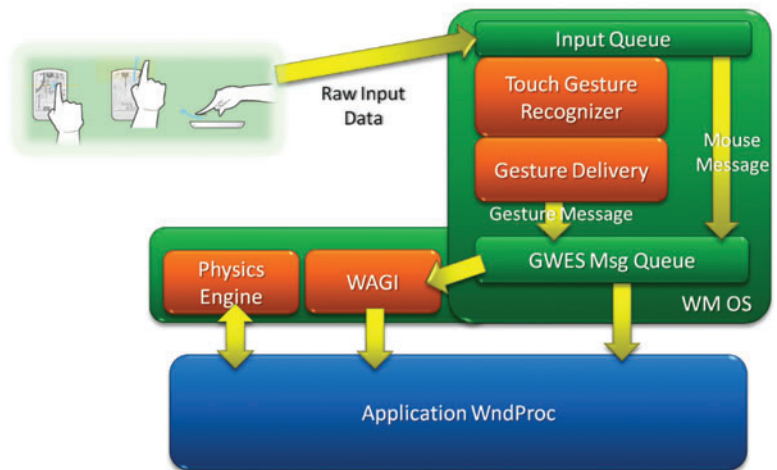 Input Queue
Raw Input
Data
Touch Gesture
Recognizer
Mouse
Message
Gesture Delivery
Gesture Message
GWES Msg Queue
WM OS
Physics
Engine
WAGI
Application WndProc